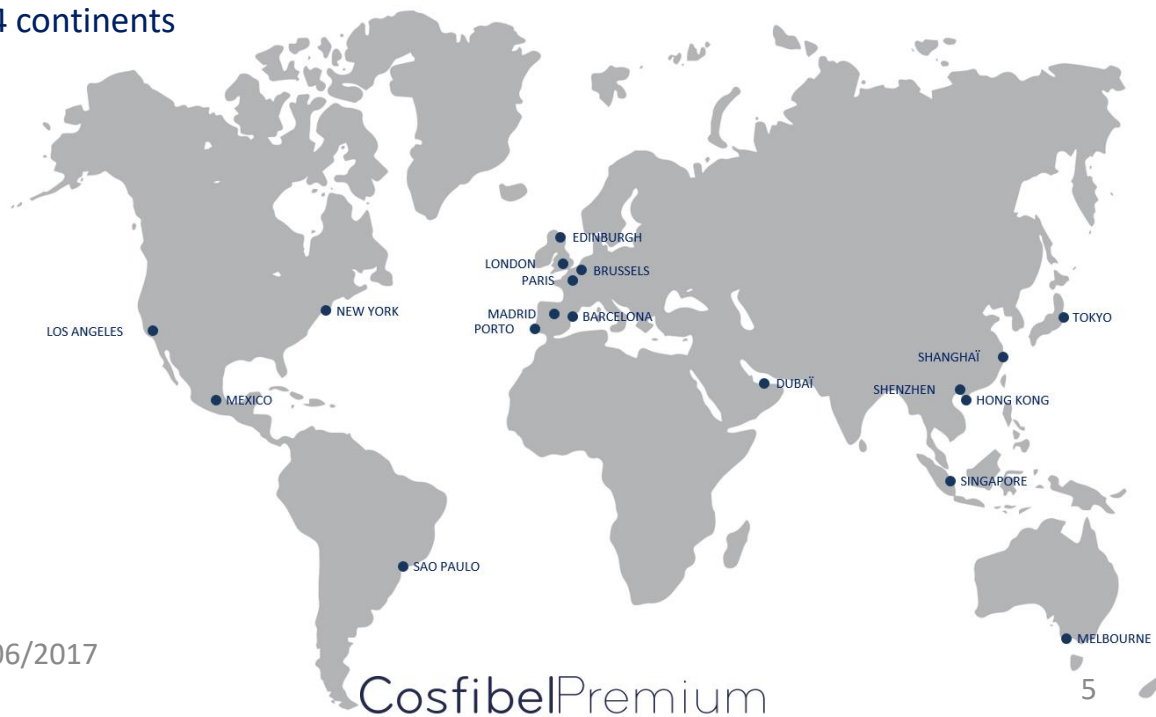 4 continents
EDINBURGH
LONDON
BRUSSELS
PARIS
NEW YORK
MADRID
BARCELONA
PORTO
LOS ANGELES
TOKYO
SHANGHAÏ
DUBAÏ
SHENZHEN
MEXICO
HONG KONG
SINGAPORE
SAO PAULO
MELBOURNE
06/2017
CosfibelPremium
5